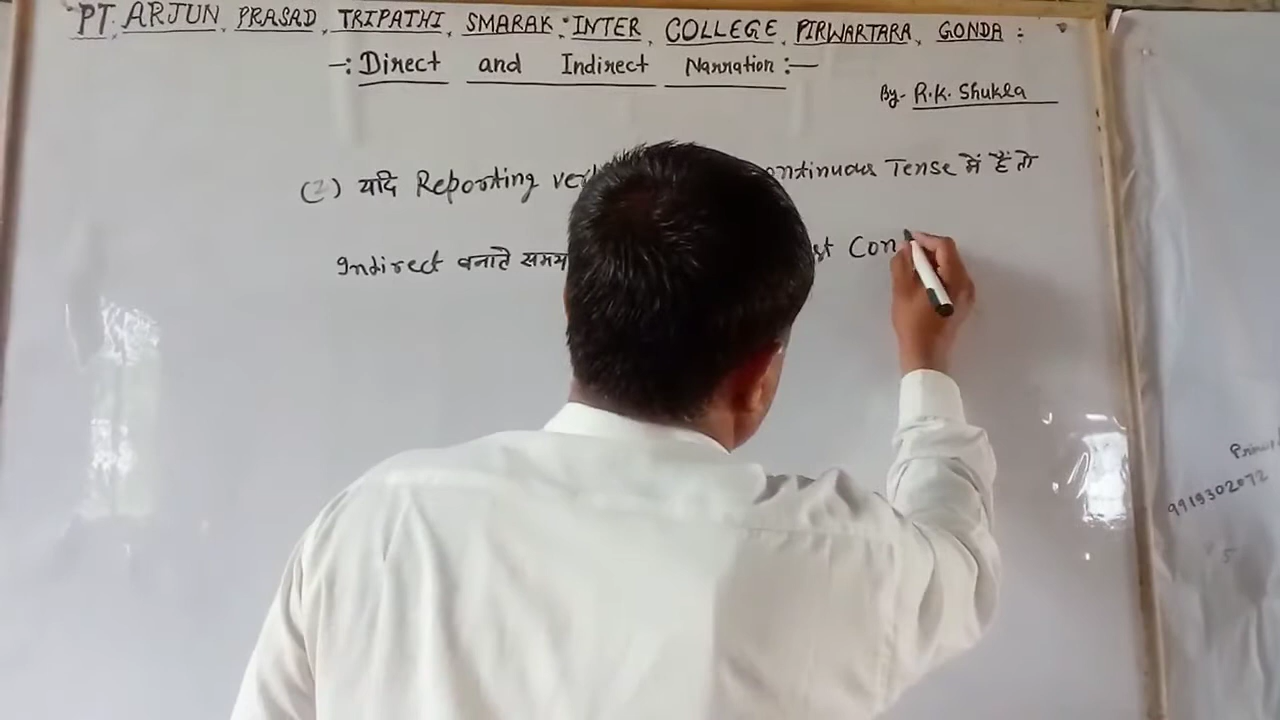 PT. ARJUN PRASAD TRIPATHI, SMARAK INTER COLLEGE, PIRWARTARA, GONDA :
-: Direct and Indirect Narration :-
By- R.K. Shukla
(2) यदि Reporting Tense में हैं तो
Indirect बनाते समय Con
9919302072